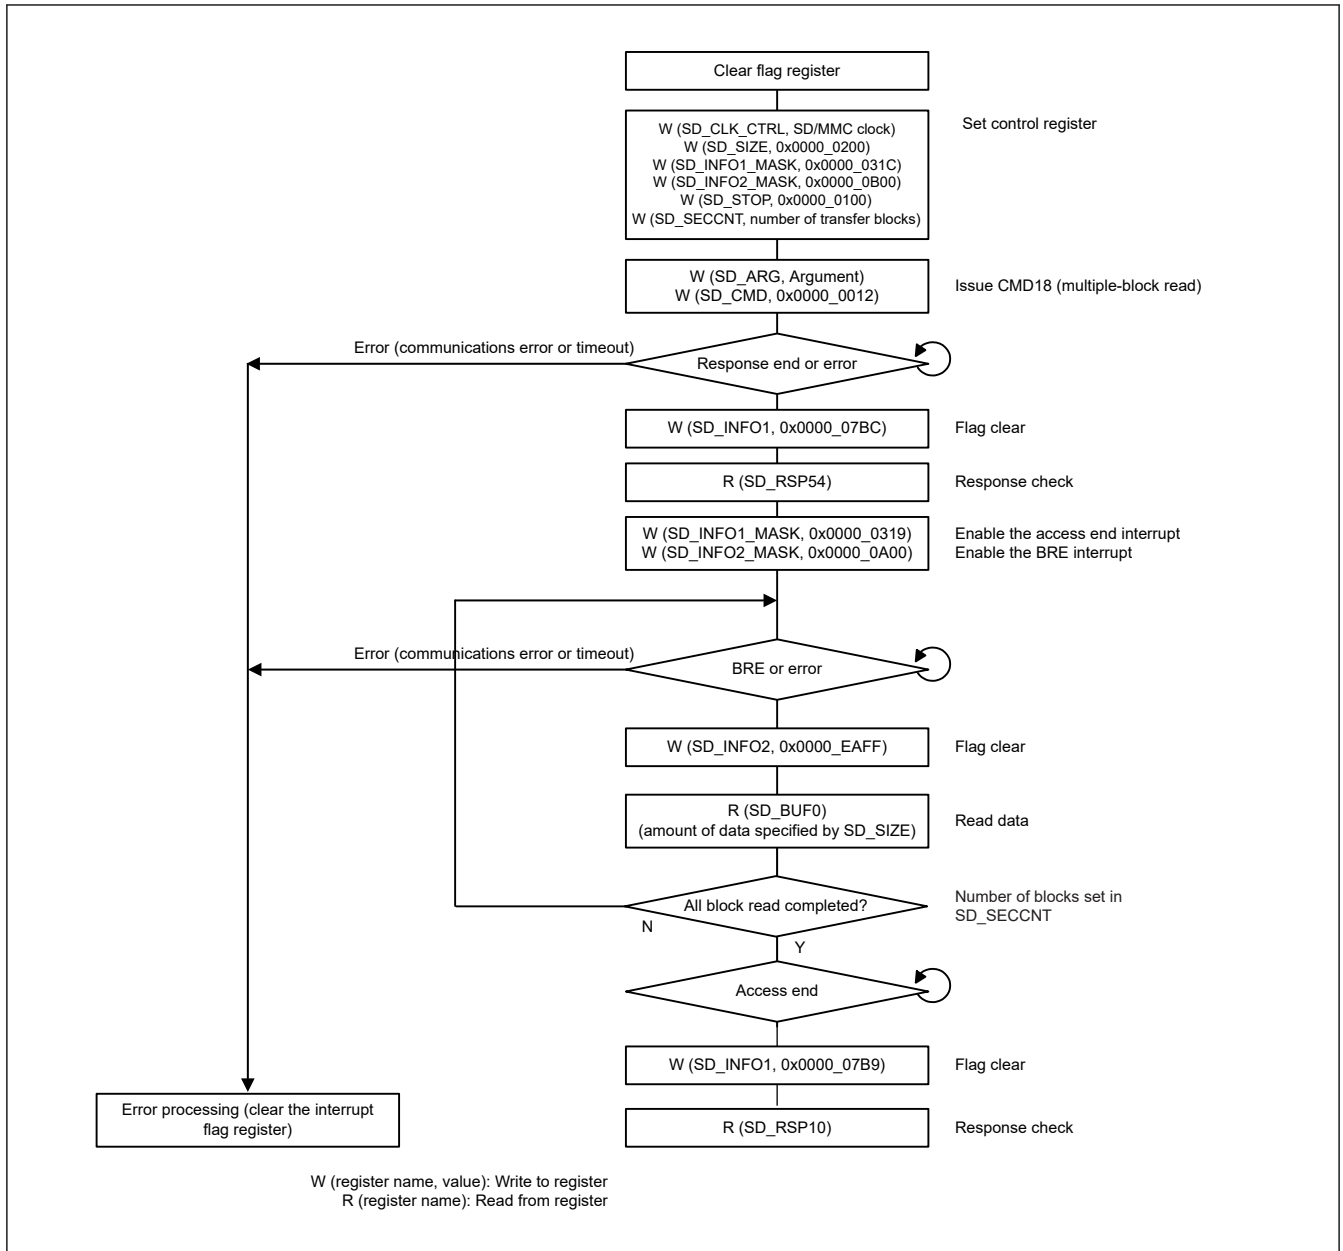 Clear flag register
W (SD_CLK_CTRL, SD/MMC clock)
W (SD_SIZE, 0x0000_0200)
W (SD_INFO1_MASK, 0x0000_031C)
W (SD_INFO2_MASK, 0x0000_0B00)
W (SD_STOP, 0x0000_0100)
W (SD_SECCNT, number of transfer blocks)
Set control register
W (SD_ARG, Argument)
W (SD_CMD, 0x0000_0012)
Issue CMD18 (multiple-block read)
Error (communications error or timeout)
Response end or error
W (SD_INFO1, 0x0000_07BC)
Flag clear
R (SD_RSP54)
Response check
W (SD_INFO1_MASK, 0x0000_0319)
W (SD_INFO2_MASK, 0x0000_0A00)
Enable the access end interrupt
Enable the BRE interrupt
Error (communications error or timeout)
BRE or error
W (SD_INFO2, 0x0000_EAFF)
Flag clear
R (SD_BUF0)
(amount of data specified by SD_SIZE)
Read data
All block read completed?
Number of blocks set in
SD_SECCNT
N
Y
Access end
W (SD_INFO1, 0x0000_07B9)
Flag clear
Error processing (clear the interrupt
flag register)
R (SD_RSP10)
Response check
W (register name, value): Write to register
R (register name): Read from register